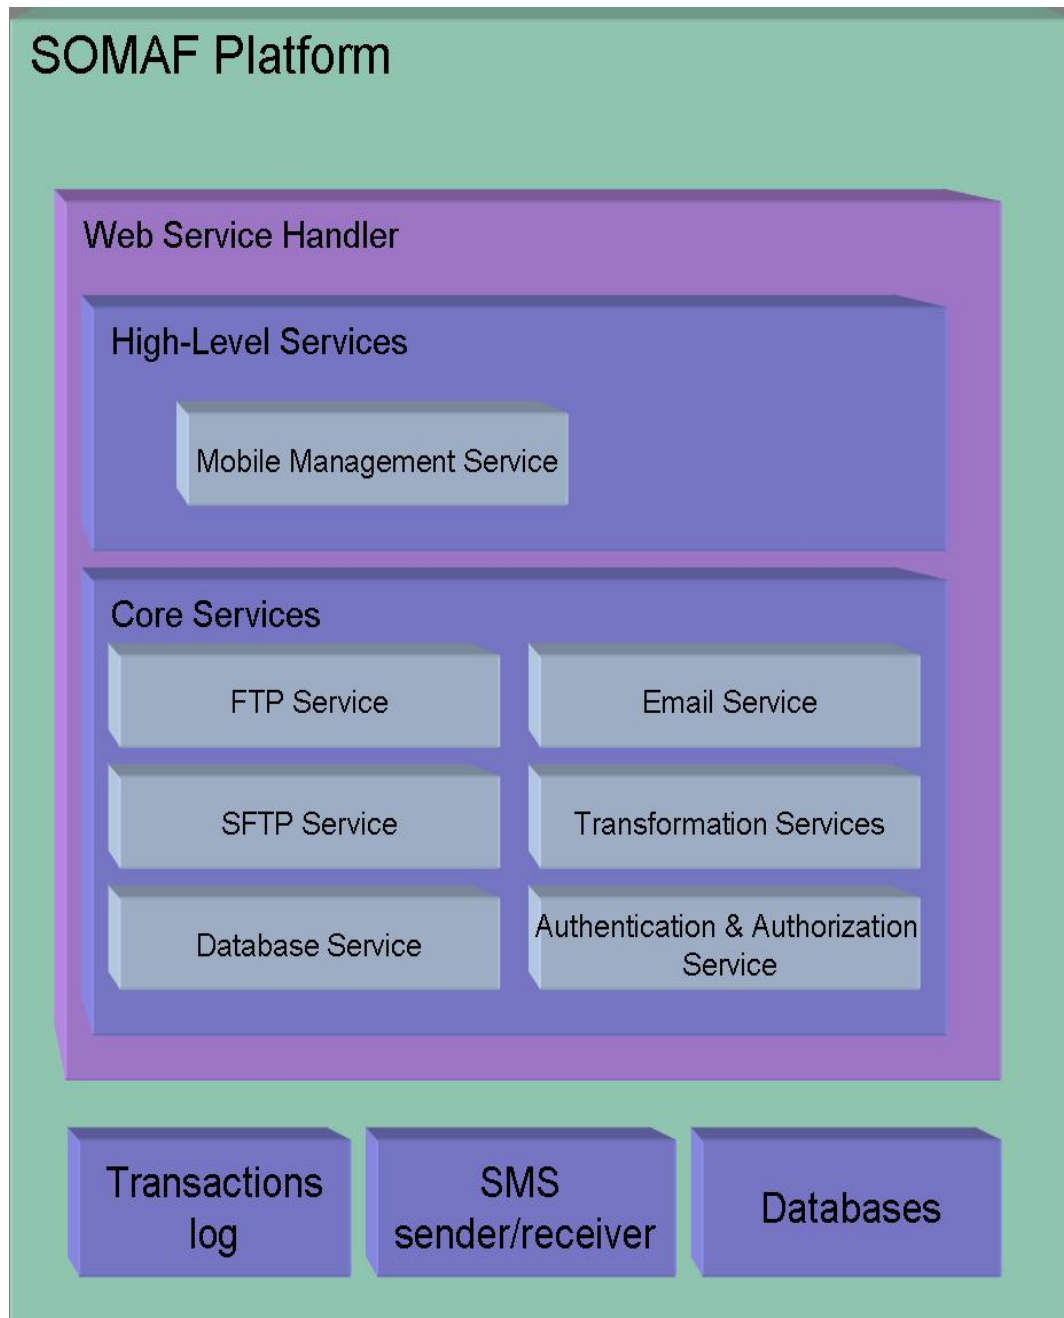 SOMAF Platform
Web Service Handler
High-Level Services
Mobile Management Service
Core Services
FTP Service
Email Service
SFTP Service
Transformation Services
Database Service
Authentication & Authorization
Service
Transactions
log
SMS
sender/receiver
Databases